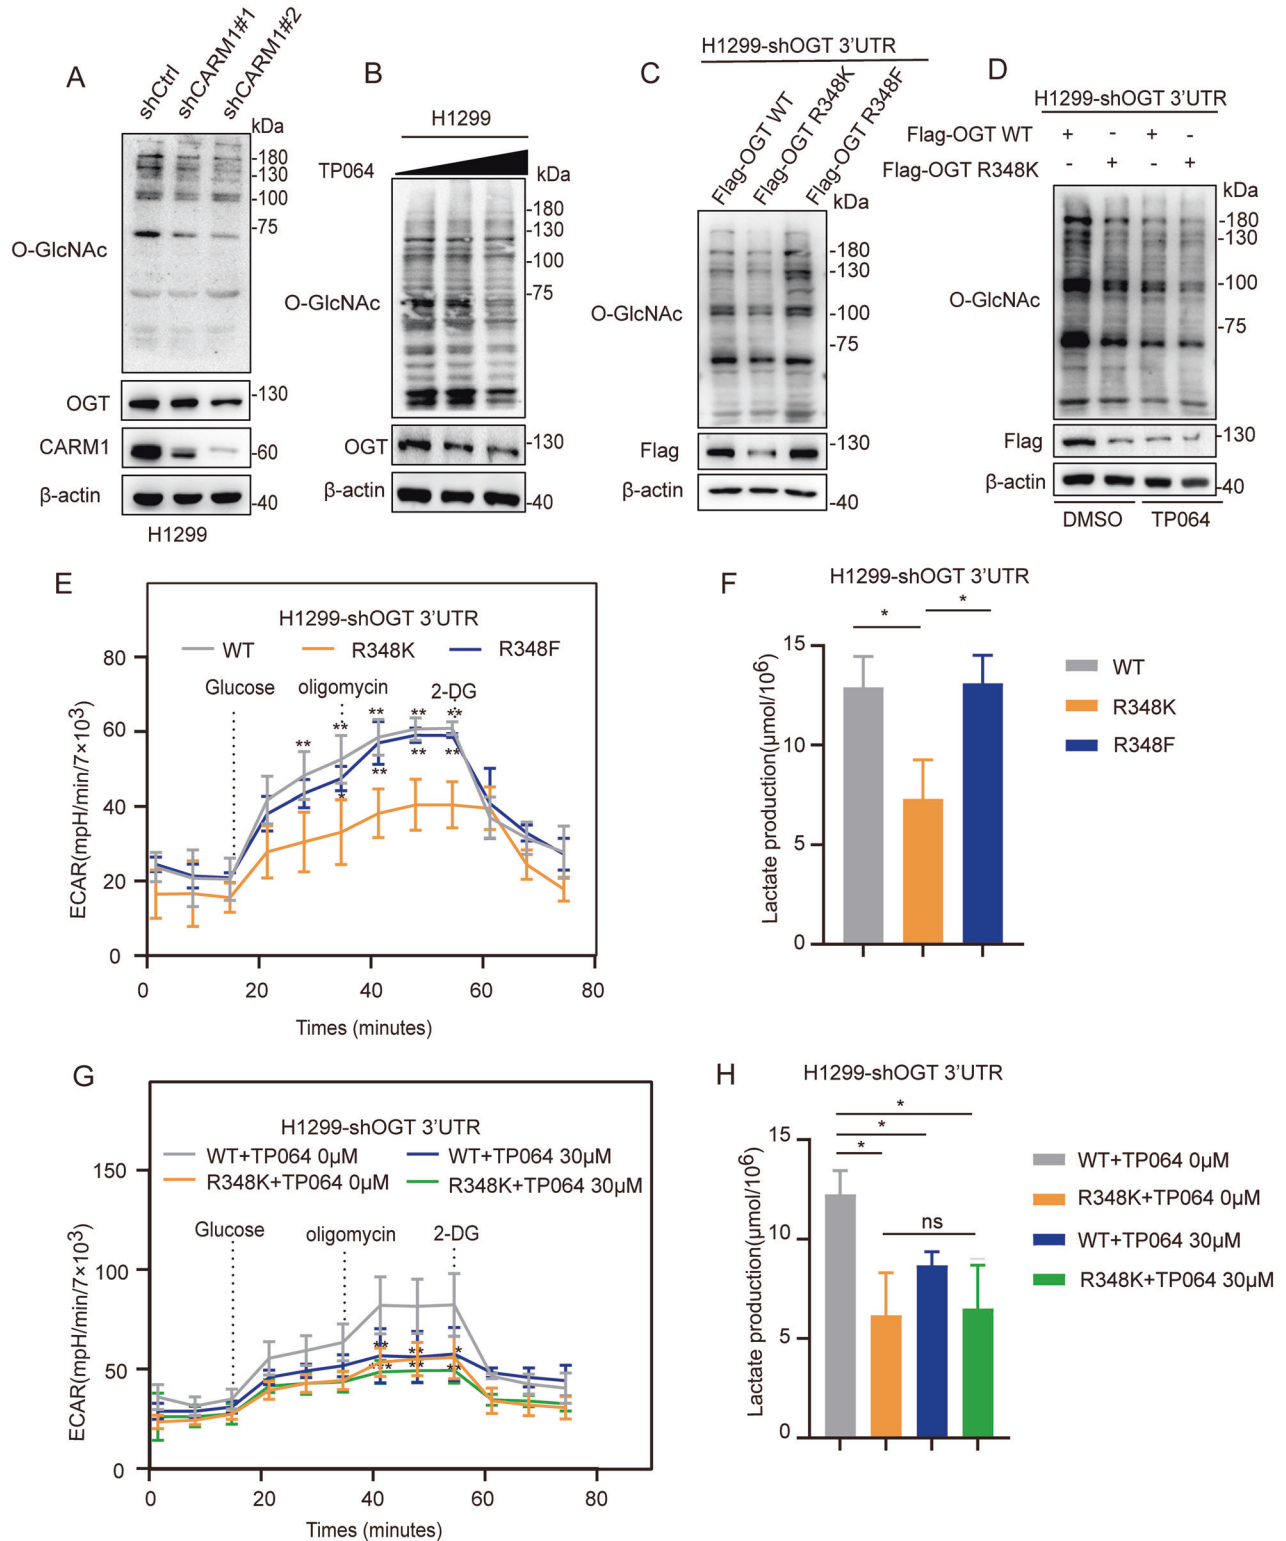 A
shCtrl
shCARM1#1
shCARM1#2
kDa
-180
-130
-100
-75
O-GlcNAc
OGT
-130
CARM1
-60
β-actin
-40
H1299
B
H1299
TP064
kDa
-180
-130
-100
-75
O-GlcNAc
OGT
-130
β-actin
-40
C
H1299-shOGT 3'UTR
Flag-OGT WT
Flag-OGT R348K
Flag-OGT R348F
kDa
-180
-130
-100
-75
O-GlcNAc
Flag
-130
β-actin
-40
D
H1299-shOGT 3'UTR
Flag-OGT WT + - + -
Flag-OGT R348K - + - +
kDa
-180
-130
-100
-75
O-GlcNAc
Flag
-130
β-actin
-40
DMSO TP064
E
H1299-shOGT 3'UTR
WT R348K R348F
Glucose oligomycin 2-DG
** ** ** ** **
* ** ** **
ECAR(mpH/min/7×10³)
80
60
40
20
0
0 20 40 60 80
Times (minutes)
F
H1299-shOGT 3'UTR
* *
Lactate production(μmol/10⁶)
15
10
5
0
WT
R348K
R348F
G
H1299-shOGT 3'UTR
WT+TP064 0μM WT+TP064 30μM
R348K+TP064 0μM R348K+TP064 30μM
Glucose oligomycin 2-DG
ECAR(mpH/min/7×10³)
150
100
50
0
0 20 40 60 80
Times (minutes)
H
H1299-shOGT 3'UTR
*
*
*
ns
Lactate production(μmol/10⁶)
15
10
5
0
WT+TP064 0μM
R348K+TP064 0μM
WT+TP064 30μM
R348K+TP064 30μM